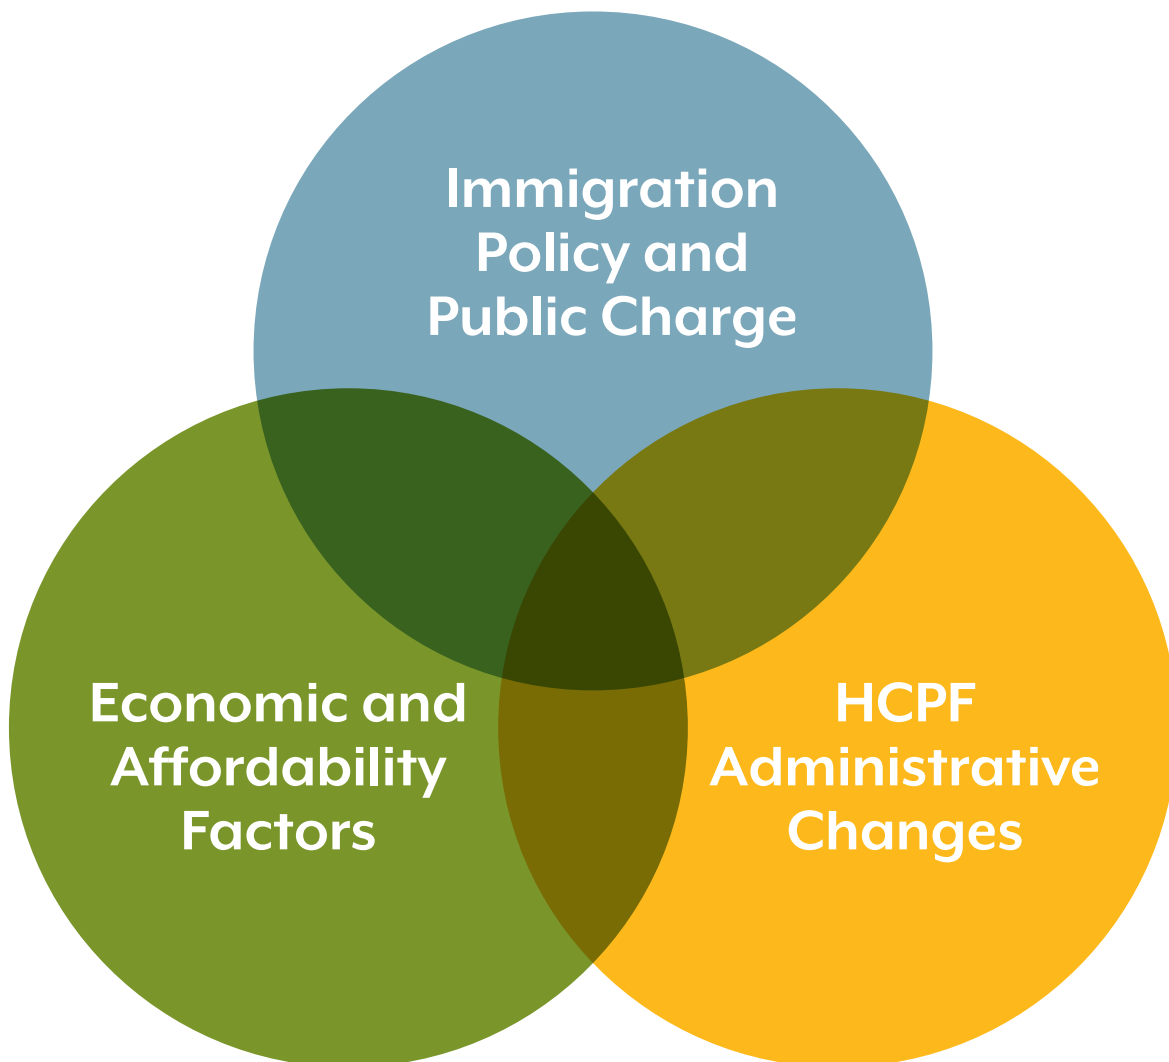 Immigration
Policy and
Public Charge
Economic and
Affordability
Factors
HCPF
Administrative
Changes